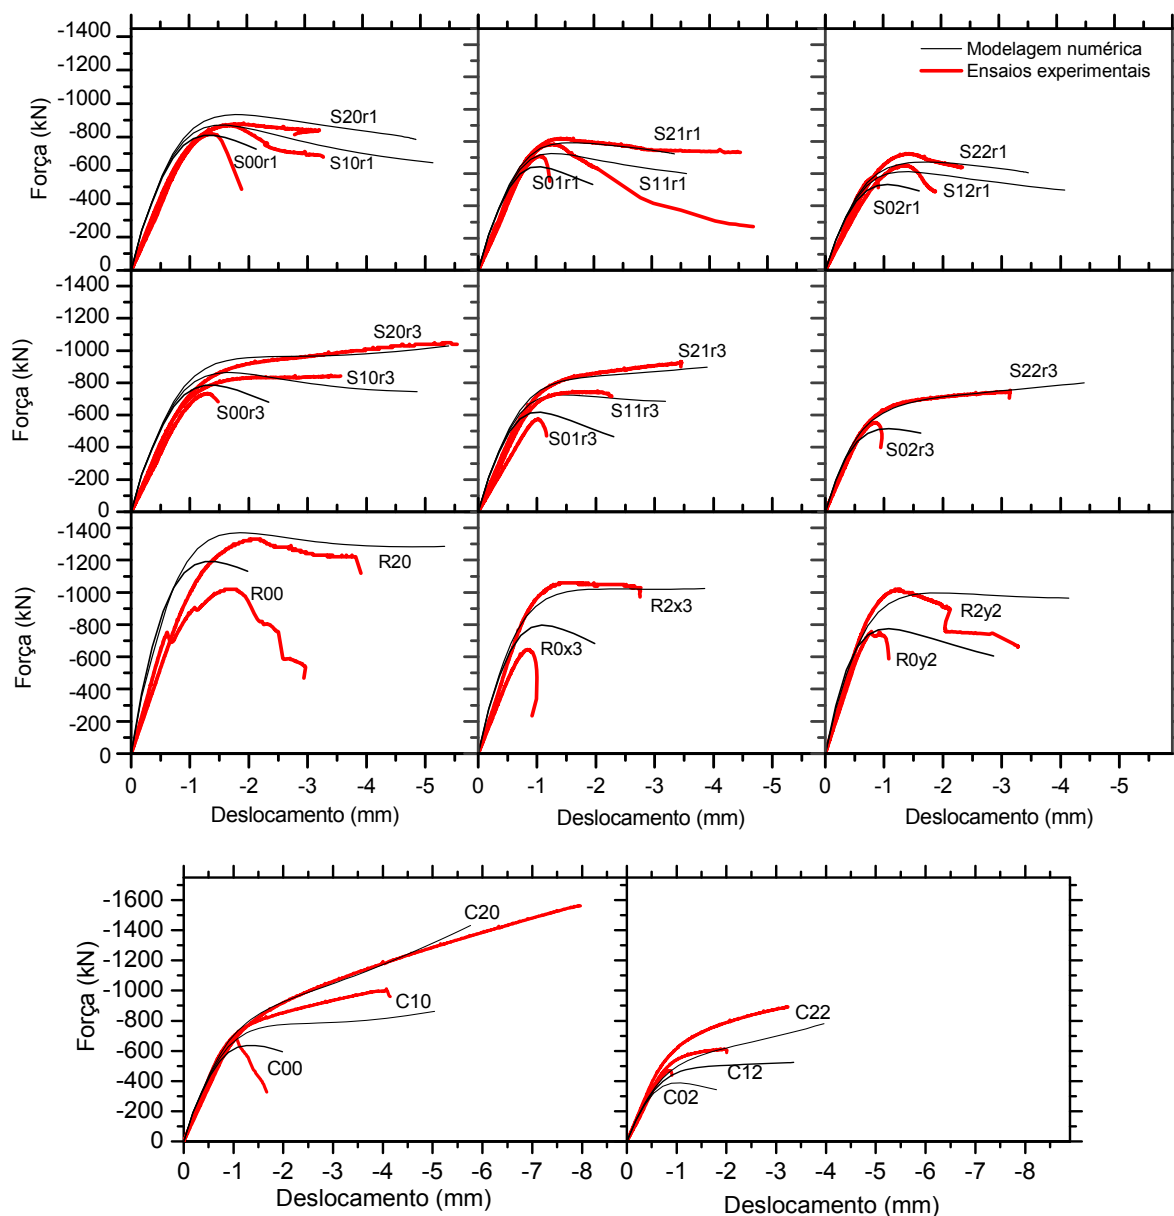 -1400
-1200
-1000
-800
-600
-400
-200
0
Força (kN)
Modelagem numérica
Ensaios experimentais
S20r1
S00r1
S10r1
S21r1
S01r1
S11r1
S22r1
S12r1
S02r1
-1400
-1200
-1000
-800
-600
-400
-200
0
Força (kN)
S20r3
S10r3
S00r3
S21r3
S11r3
S01r3
S22r3
S02r3
-1400
-1200
-1000
-800
-600
-400
-200
0
Força (kN)
R20
R00
R2x3
R0x3
R2y2
R0y2
0 -1 -2 -3 -4 -5
0 -1 -2 -3 -4 -5
0 -1 -2 -3 -4 -5
Deslocamento (mm)
Deslocamento (mm)
Deslocamento (mm)
-1600
-1400
-1200
-1000
-800
-600
-400
-200
0
Força (kN)
C20
C10
C00
C22
C12
C02
0 -1 -2 -3 -4 -5 -6 -7 -8
0 -1 -2 -3 -4 -5 -6 -7 -8
Deslocamento (mm)
Deslocamento (mm)